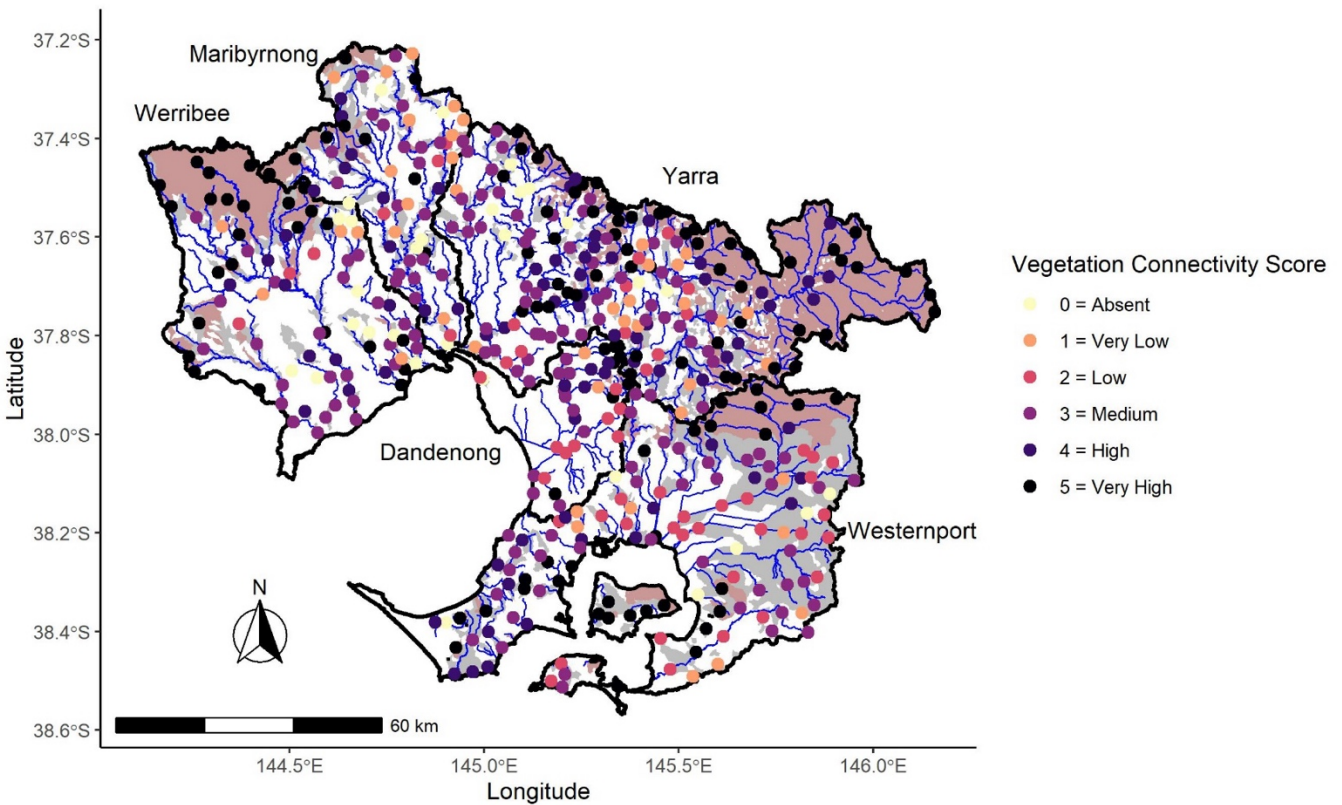 37.2°S
37.4°S
37.6°S
37.8°S
38.0°S
38.2°S
38.4°S
38.6°S
Latitude
Maribyrnong
Werribee
Yarra
Dandenong
Westernport
N
60 km
144.5°E
145.0°E
145.5°E
146.0°E
Longitude
Vegetation Connectivity Score
0 = Absent
1 = Very Low
2 = Low
3 = Medium
4 = High
5 = Very High